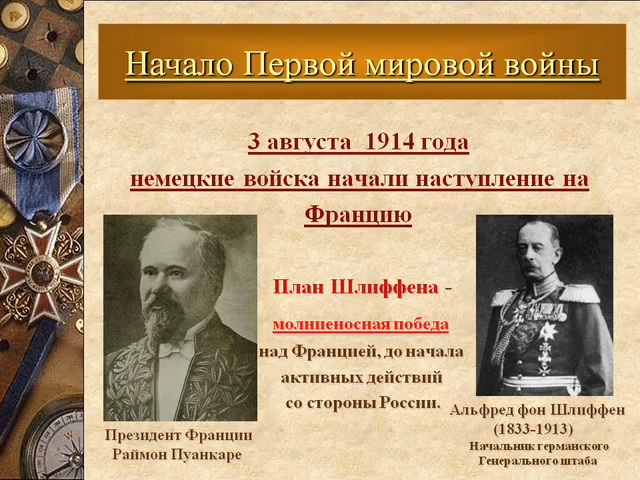 Начало Первой мировой войны
3 августа 1914 года
немецкие войска начали наступление на
Францию
План Шлиффена -
молниеносная победа
над Францией, до начала
активных действий
со стороны России.
Президент Франции
Раймон Пуанкаре
Альфред фон Шлиффен
(1833-1913)
Начальник германского
Генерального штаба